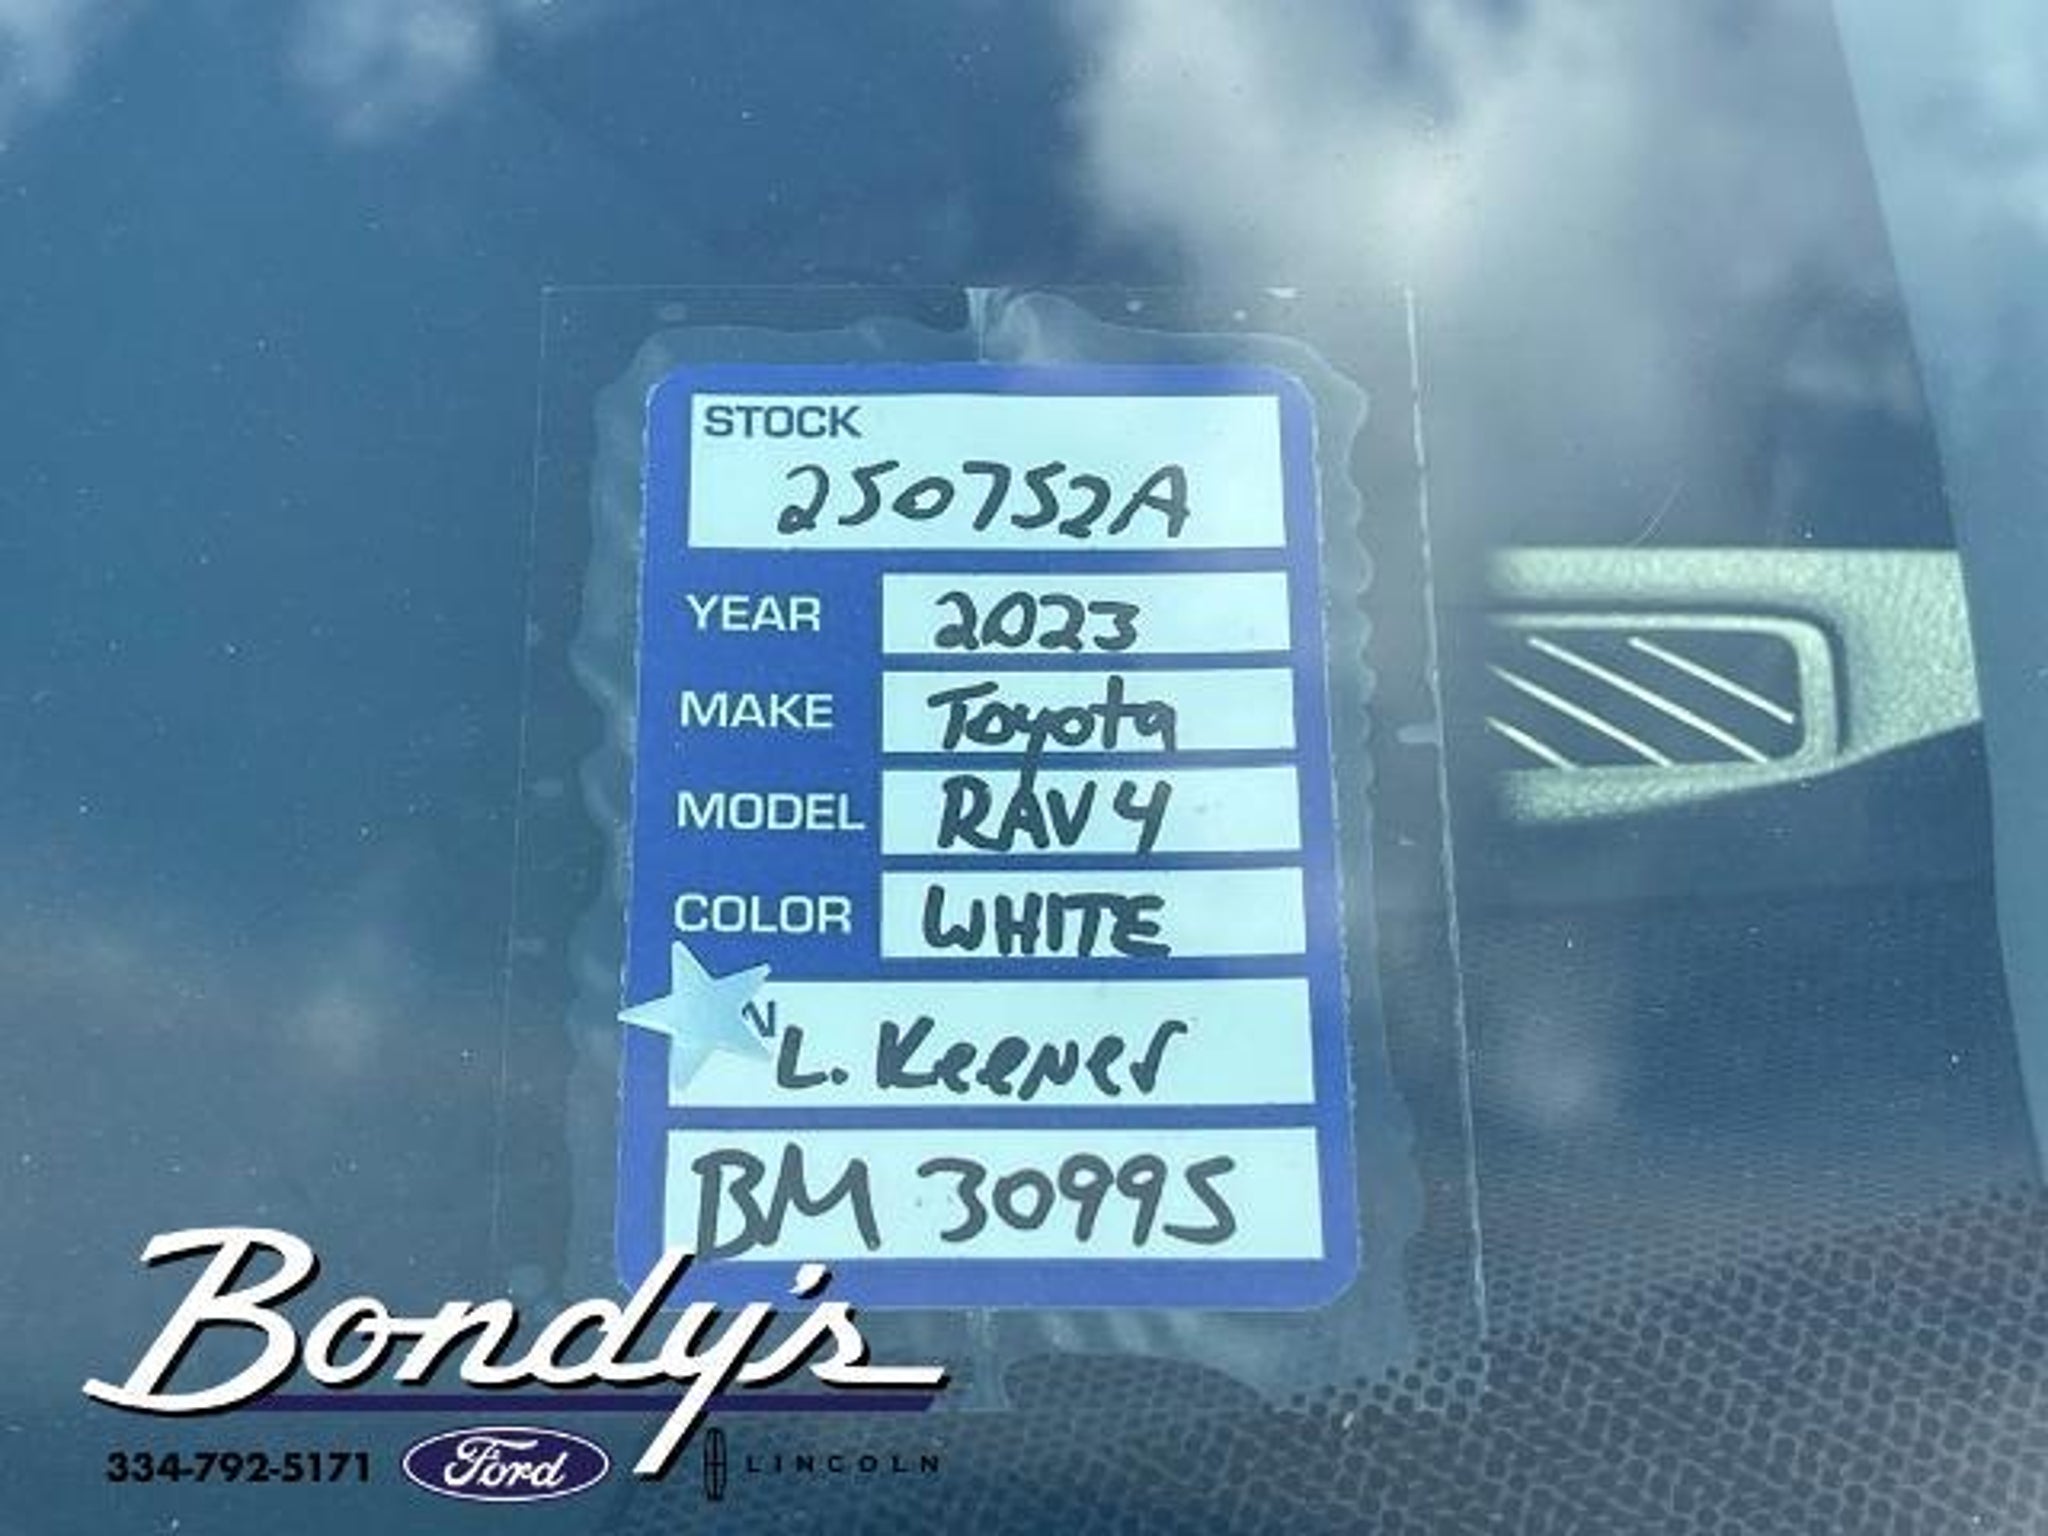 STOCK
250752A
YEAR 2023
MAKE Toyota
MODEL RAV4
COLOR WHITE
N
L. Keener
BM 30995
Bondy's
334-792-5171 Ford LINCOLN